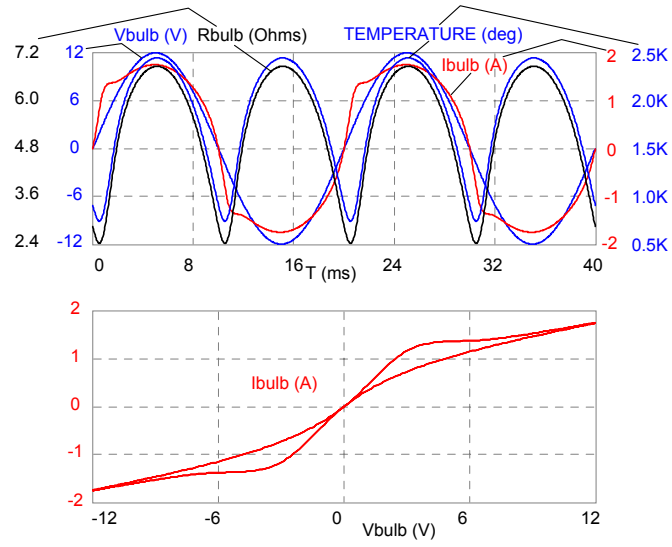 Vbulb (V) Rbulb (Ohms) TEMPERATURE (deg)
Ibulb (A)
7.2 12 2 2.5K
6.0 6 1 2.0K
4.8 0 0 1.5K
3.6 -6 -1 1.0K
2.4 -12 -2 0.5K
0 8 16 24 32 40
T (ms)
2
1
Ibulb (A)
0
-1
-2
-12 -6 0 6 12
Vbulb (V)